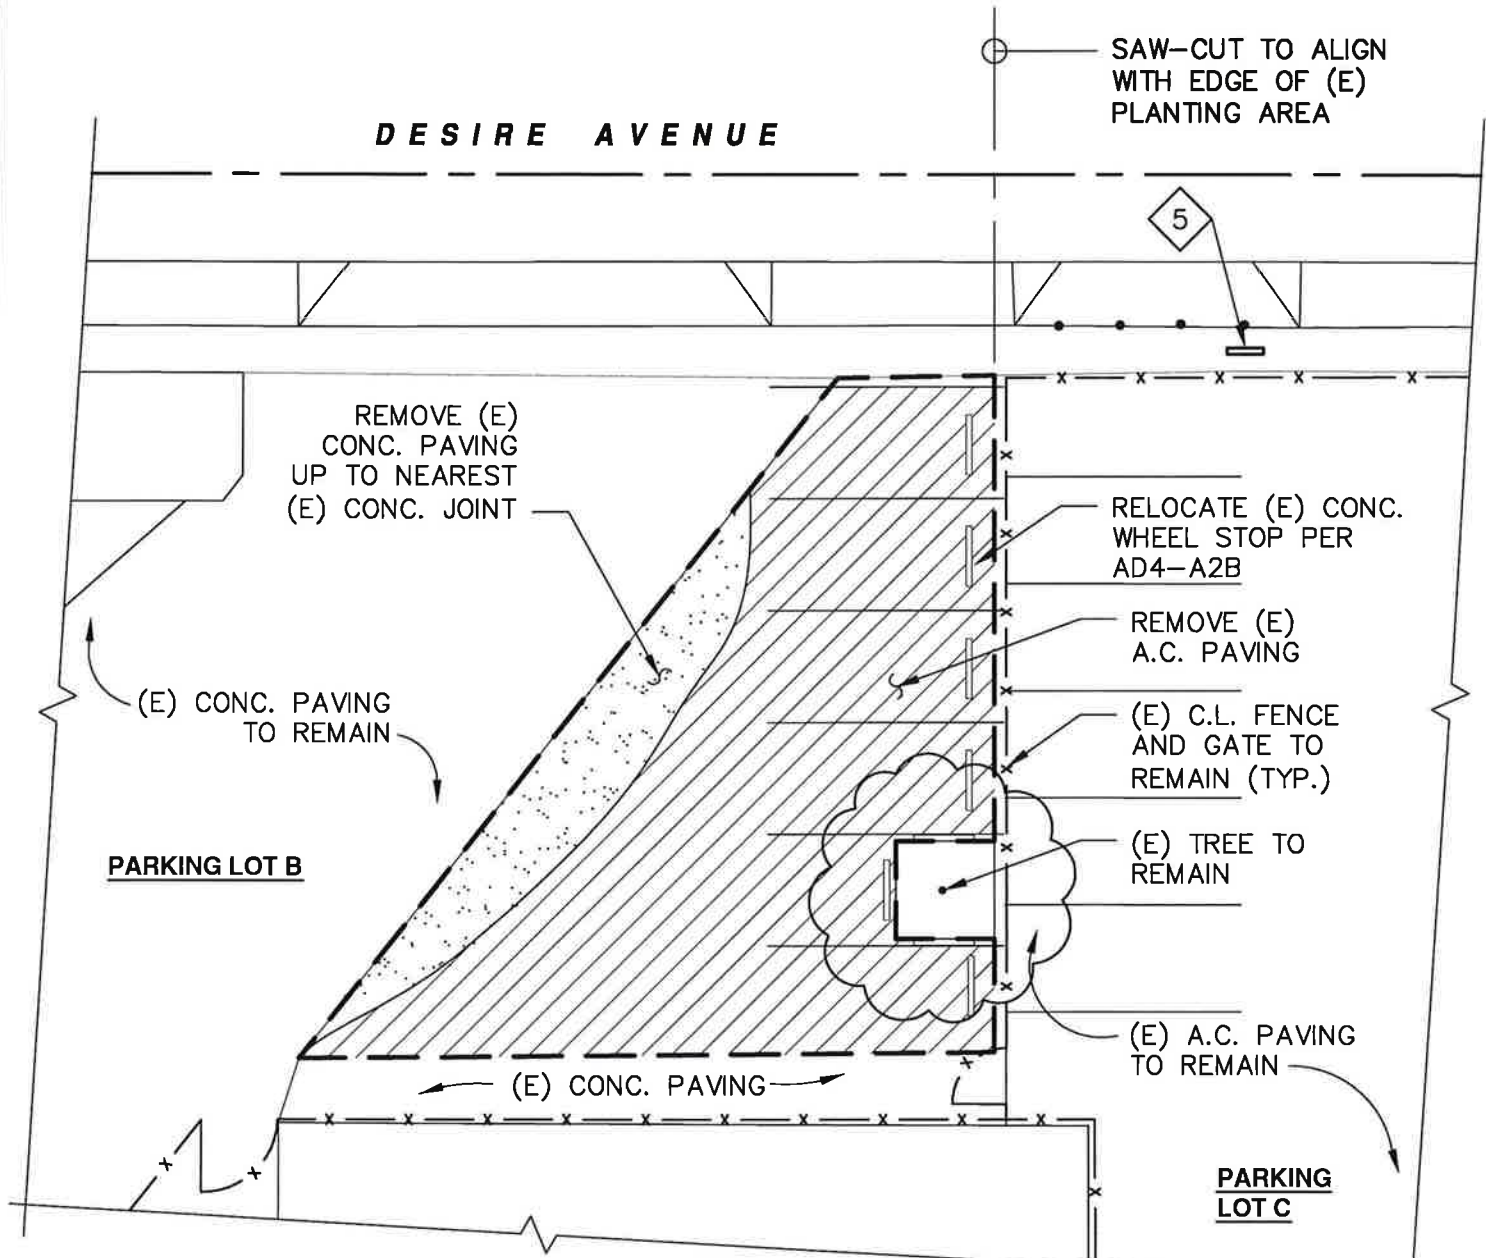 SAW-CUT TO ALIGN
WITH EDGE OF (E)
PLANTING AREA
DESIRE AVENUE
5
REMOVE (E)
CONC. PAVING
UP TO NEAREST
(E) CONC. JOINT
RELOCATE (E) CONC.
WHEEL STOP PER
AD4-A2B
REMOVE (E)
A.C. PAVING
(E) CONC. PAVING
TO REMAIN
(E) C.L. FENCE
AND GATE TO
REMAIN (TYP.)
PARKING LOT B
(E) TREE TO
REMAIN
(E) A.C. PAVING
TO REMAIN
(E) CONC. PAVING
PARKING
LOT C